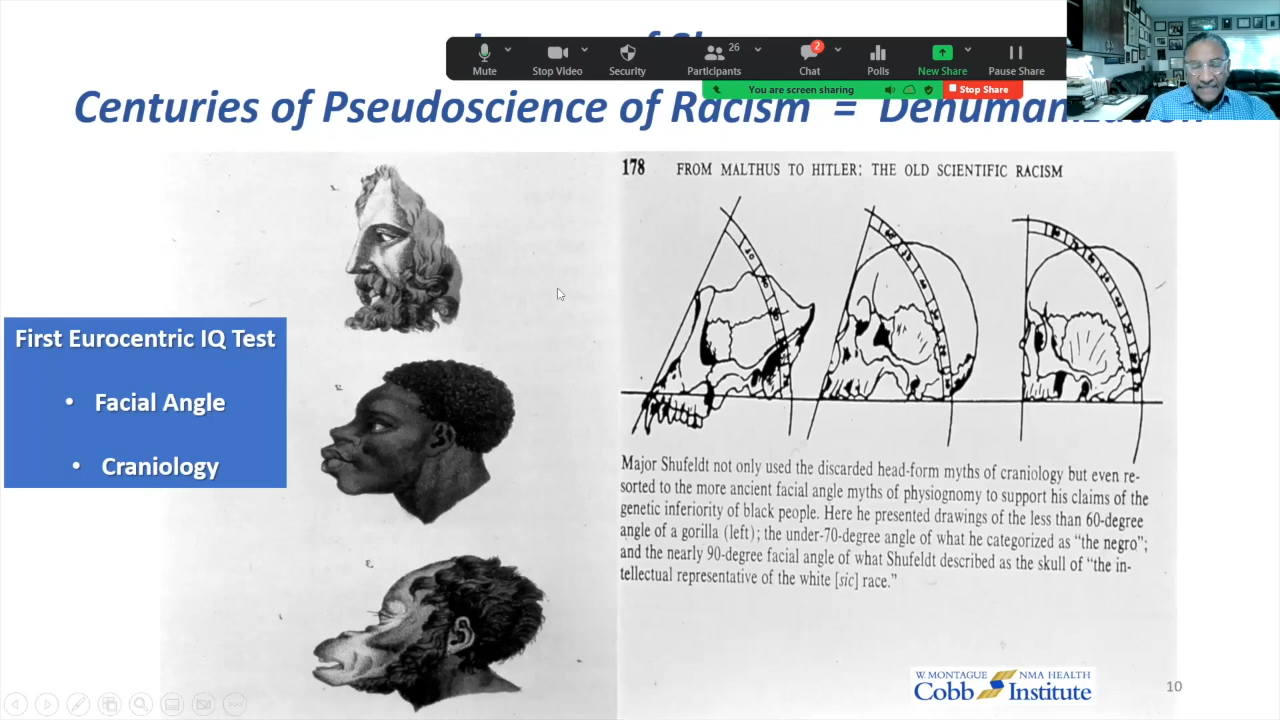 26
2
Mute
Stop Video
Security
Participants
Chat
Polls
New Share
Pause Share
You are screen sharing
Stop Share
Centuries of Pseudoscience of Racism = Dehumanization
178 FROM MALTHUS TO HITLER: THE OLD SCIENTIFIC RACISM
First Eurocentric IQ Test
• Facial Angle
• Craniology
Major Shufeldt not only used the discarded head-form myths of craniology but even re-
sorted to the more ancient facial angle myths of physiognomy to support his claims of the
genetic inferiority of black people. Here he presented drawings of the less than 60-degree
angle of a gorilla (left); the under-70-degree angle of what he categorized as “the negro”;
and the nearly 90-degree facial angle of what Shufeldt described as the skull of “the in-
tellectual representative of the white [sic] race.”
W. MONTAGUE NMA HEALTH
Cobb Institute
10